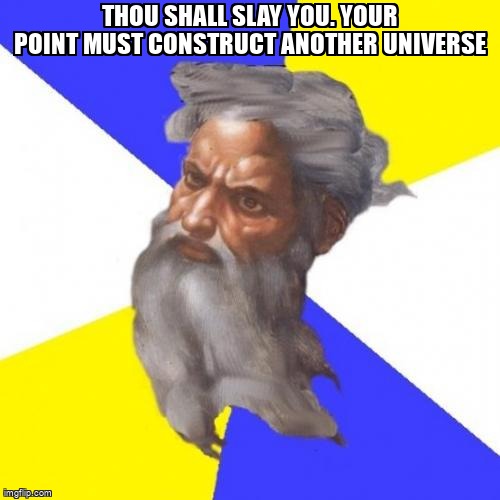 THOU SHALL SLAY YOU. YOUR
POINT MUST CONSTRUCT ANOTHER UNIVERSE
imgflip.com